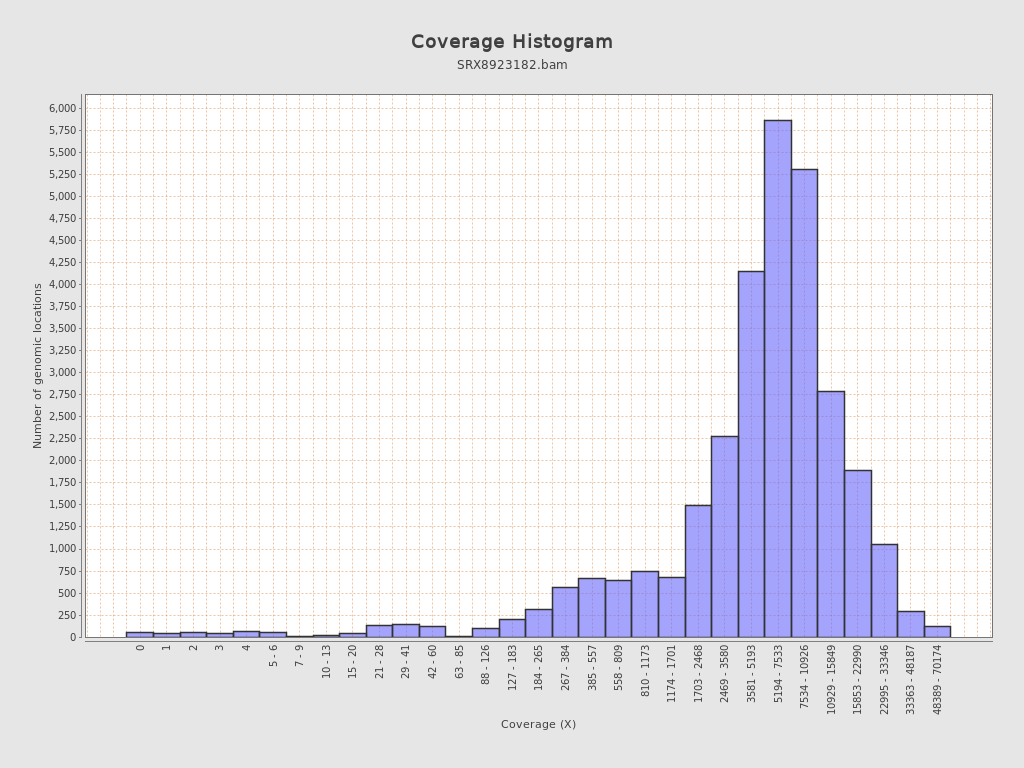 Coverage Histogram
SRX8923182.bam
6,000
5,750
5,500
5,250
5,000
4,750
4,500
4,250
4,000
3,750
3,500
3,250
3,000
2,750
2,500
2,250
2,000
1,750
1,500
1,250
1,000
750
500
250
0
Number of genomic locations
0
1
2
3
4
5 - 6
7 - 9
10 - 13
15 - 20
21 - 28
29 - 41
42 - 60
63 - 85
88 - 126
127 - 183
184 - 265
267 - 384
385 - 557
558 - 809
810 - 1173
1174 - 1701
1703 - 2468
2469 - 3580
3581 - 5193
5194 - 7533
7534 - 10926
10929 - 15849
15853 - 22990
22995 - 33346
33363 - 48187
48389 - 70174
Coverage (X)